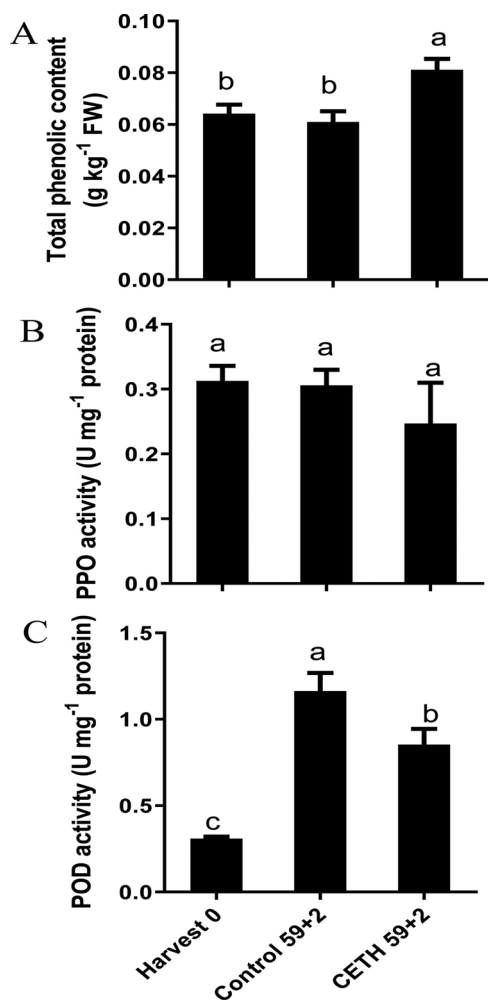 A
Total phenolic content
(g kg⁻¹ FW)
0.10
0.08
0.06
0.04
0.02
0.00
b
b
a
B
PPO activity (U mg⁻¹ protein)
0.4
0.3
0.2
0.1
0.0
a
a
a
C
POD activity (U mg⁻¹ protein)
1.5
1.0
0.5
0.0
c
a
b
Harvest 0
Control 59+2
CETH 59+2